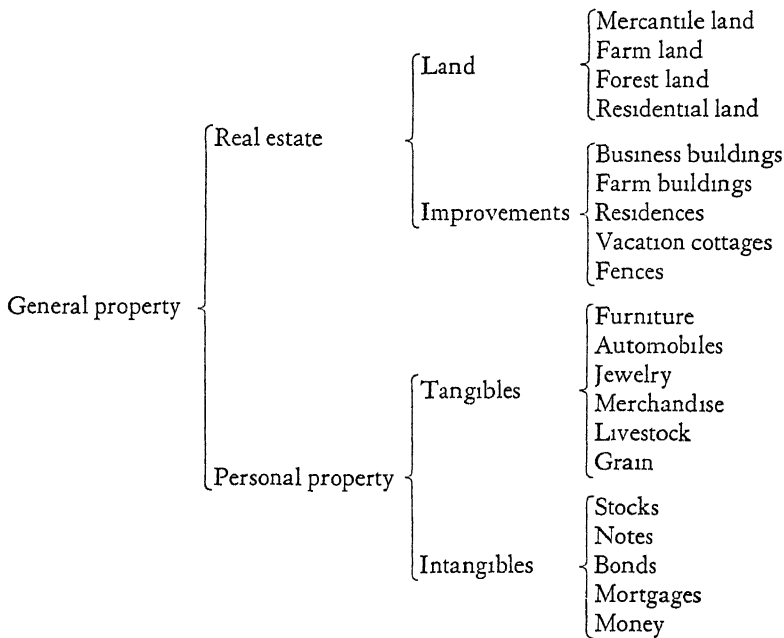 General property
Real estate
Land
Mercantile land
Farm land
Forest land
Residential land
Improvements
Business buildings
Farm buildings
Residences
Vacation cottages
Fences
Personal property
Tangibles
Furniture
Automobiles
Jewelry
Merchandise
Livestock
Grain
Intangibles
Stocks
Notes
Bonds
Mortgages
Money